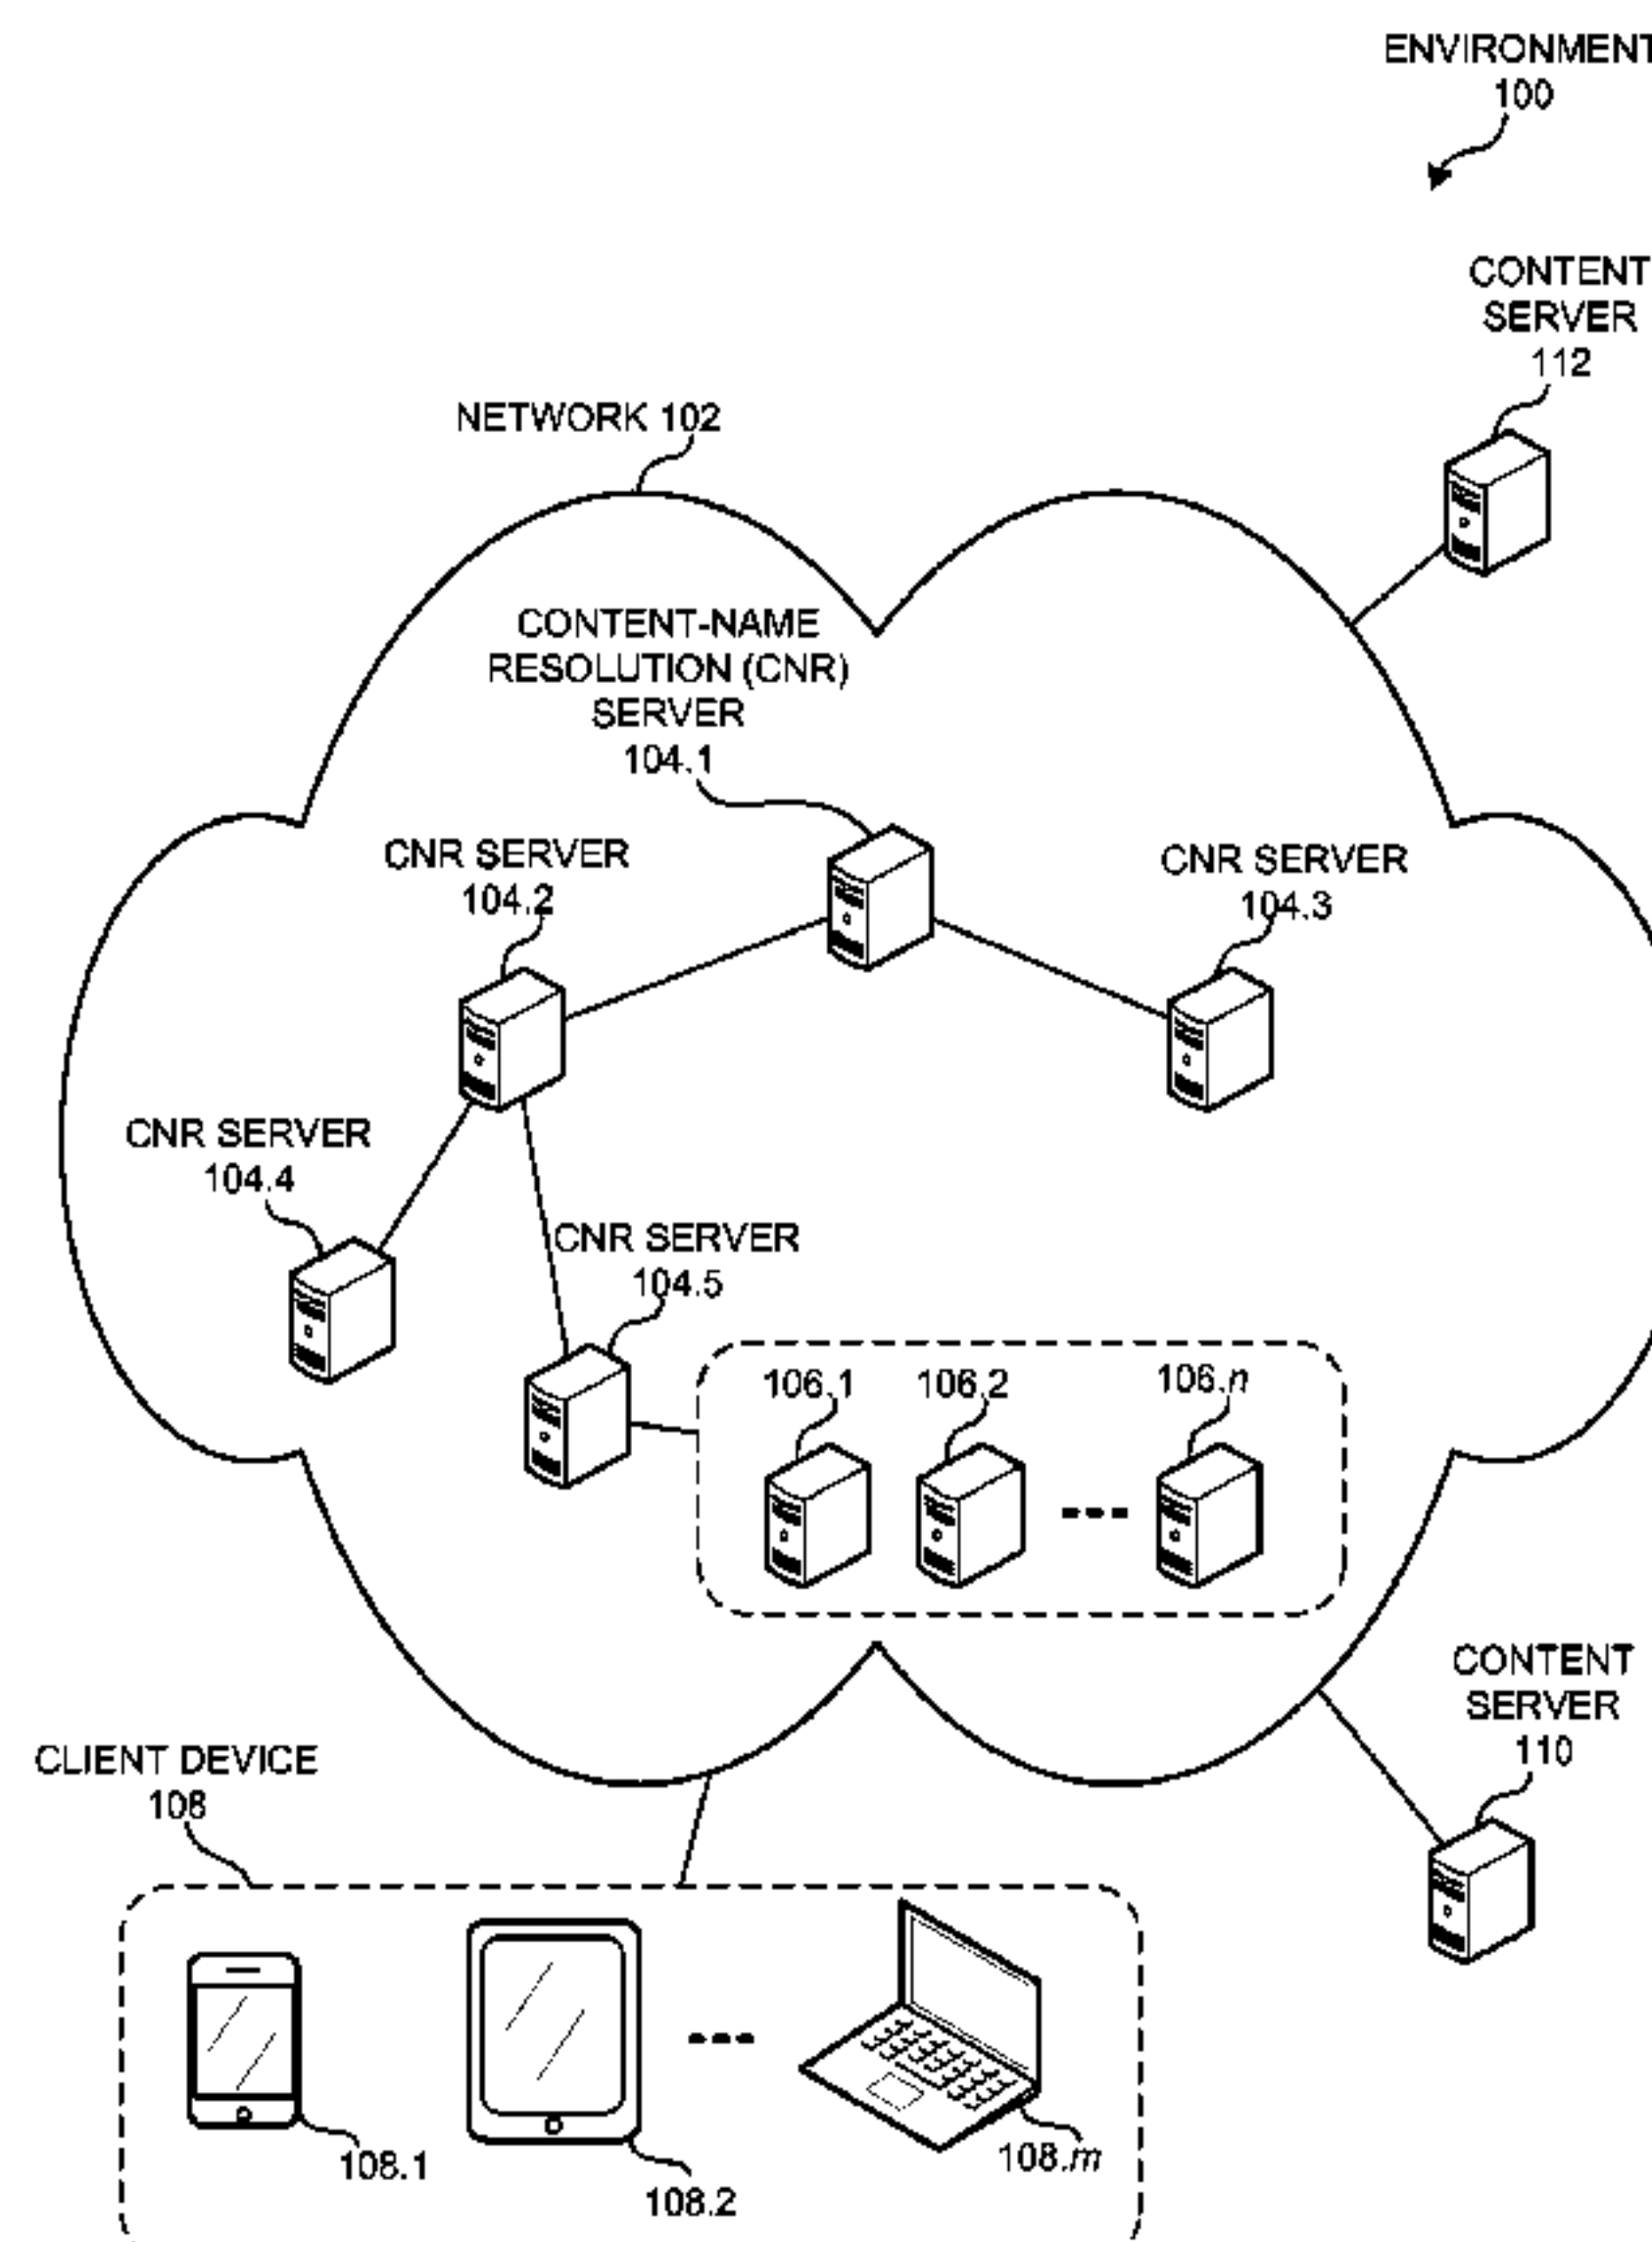 ENVIRONMENT
100
CONTENT
SERVER
112
NETWORK 102
CONTENT-NAME
RESOLUTION (CNR)
SERVER
104.1
CNR SERVER
104.2
CNR SERVER
104.3
CNR SERVER
104.4
CNR SERVER
104.5
106.1
106.2
106.n
CONTENT
SERVER
110
CLIENT DEVICE
108
108.1
108.2
108.m